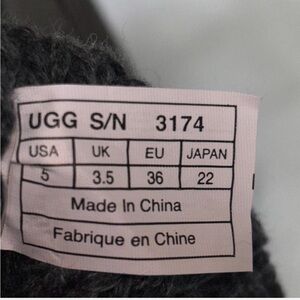 UGG S/N 3174
USA UK EU JAPAN
5 3.5 36 22
Made In China
Fabrique en Chine